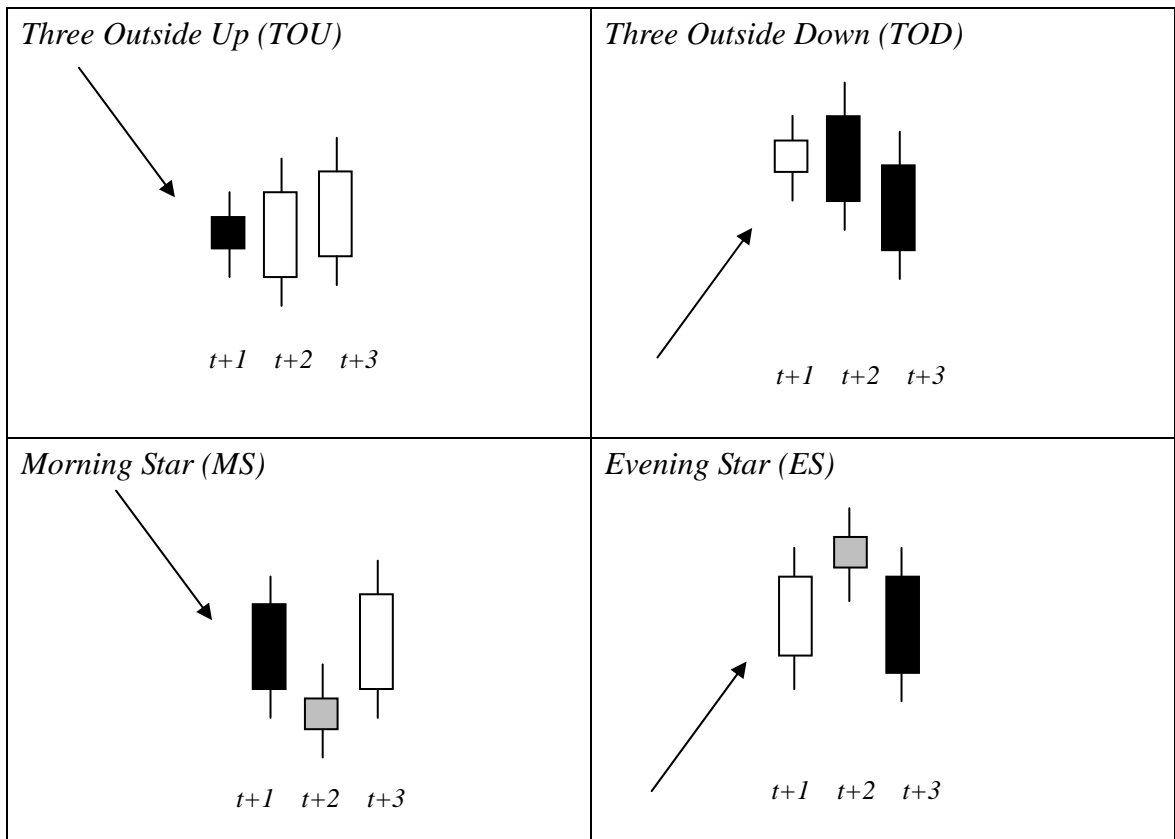 Three Outside Up (TOU)
t+1 t+2 t+3
Three Outside Down (TOD)
t+1 t+2 t+3
Morning Star (MS)
t+1 t+2 t+3
Evening Star (ES)
t+1 t+2 t+3